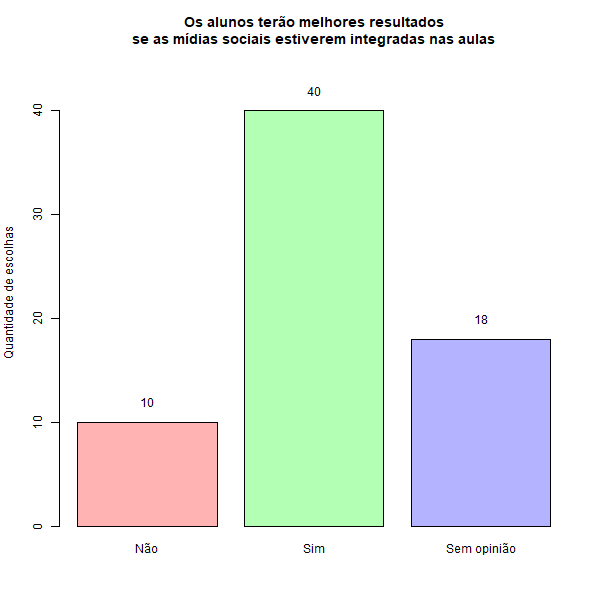 Os alunos terão melhores resultados
se as mídias sociais estiverem integradas nas aulas
Quantidade de escolhas
40
30
20
10
0
10
40
18
Não
Sim
Sem opinião